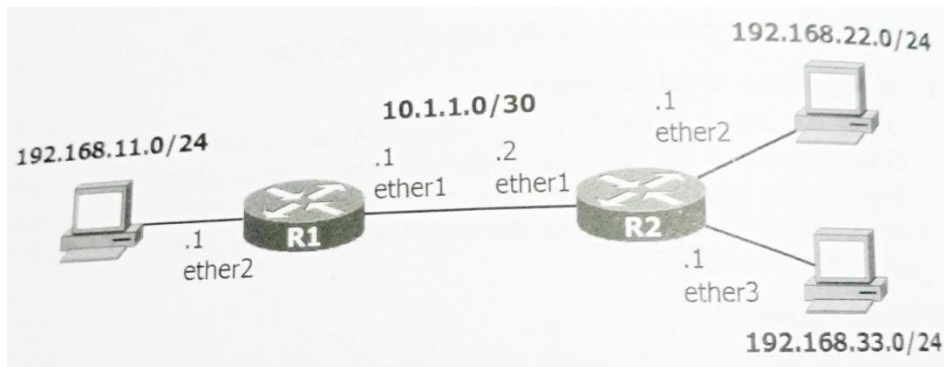 192.168.22.0/24
10.1.1.0/30
.1
ether2
192.168.11.0/24
.1
ether1
.2
ether1
R1
R2
.1
ether2
.1
ether3
192.168.33.0/24